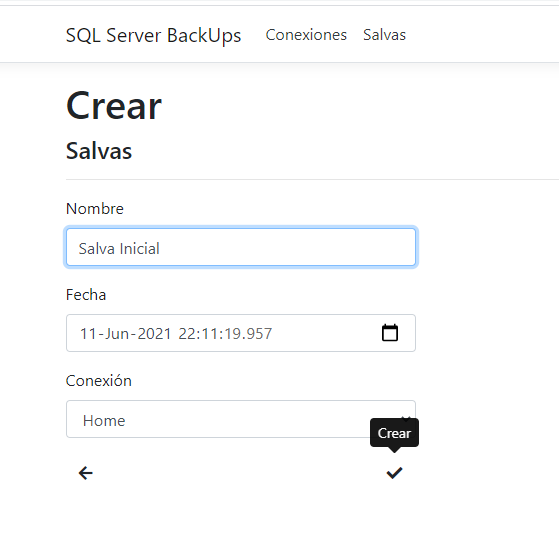 SQL Server BackUps Conexiones Salvas
Crear
Salvas
Nombre
Salva Inicial
Fecha
11-Jun-2021 22:11:19.957
Conexión
Home
Crear